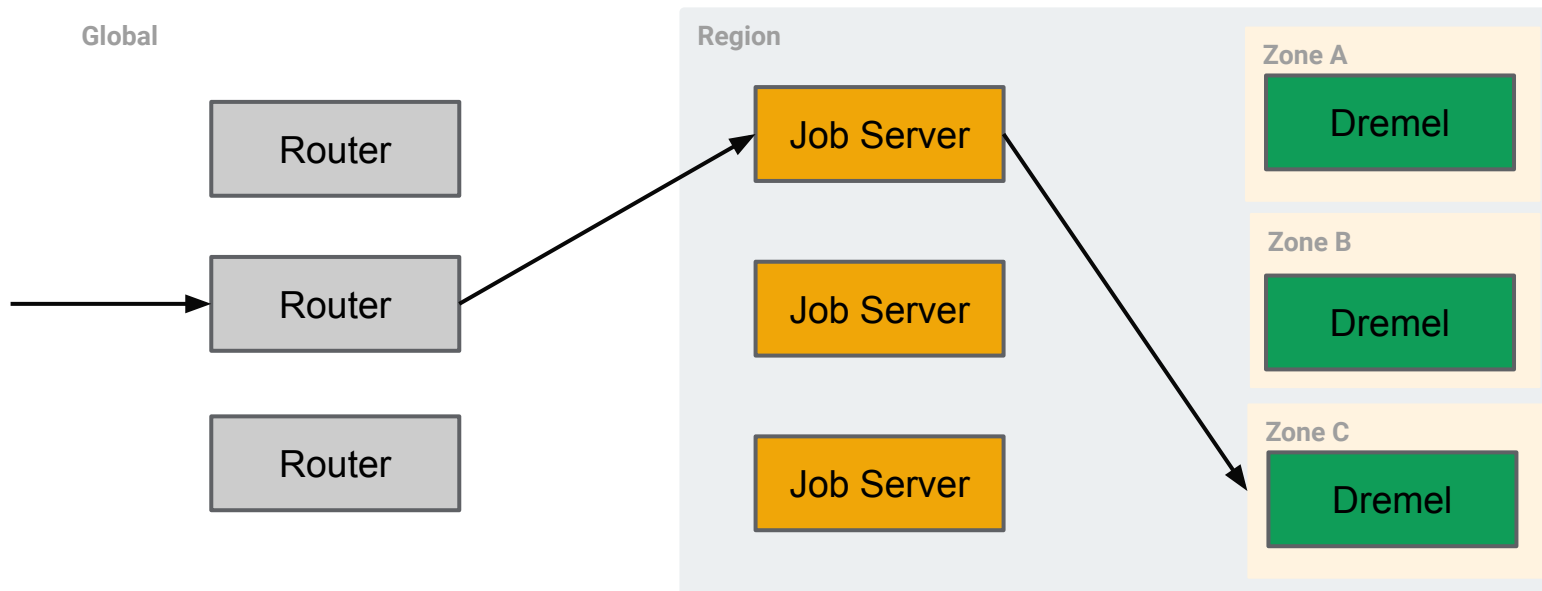 Global
Router
Router
Router
Region
Job Server
Job Server
Job Server
Zone A
Dremel
Zone B
Dremel
Zone C
Dremel